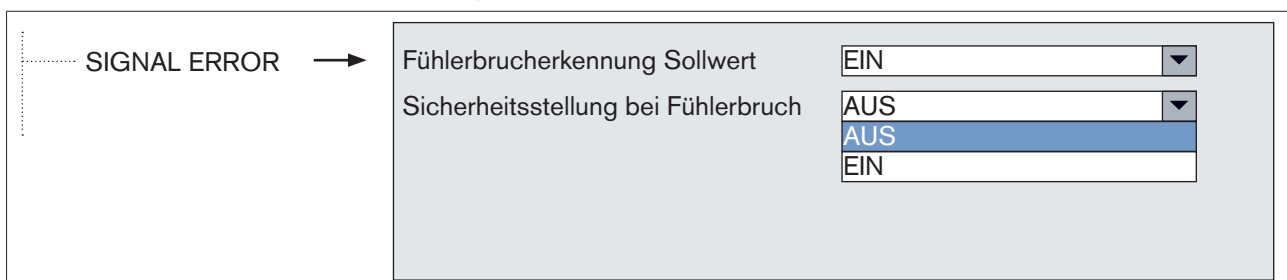 SIGNAL ERROR
Fühlerbrucherkennung Sollwert EIN
Sicherheitsstellung bei Fühlerbruch AUS
AUS
EIN